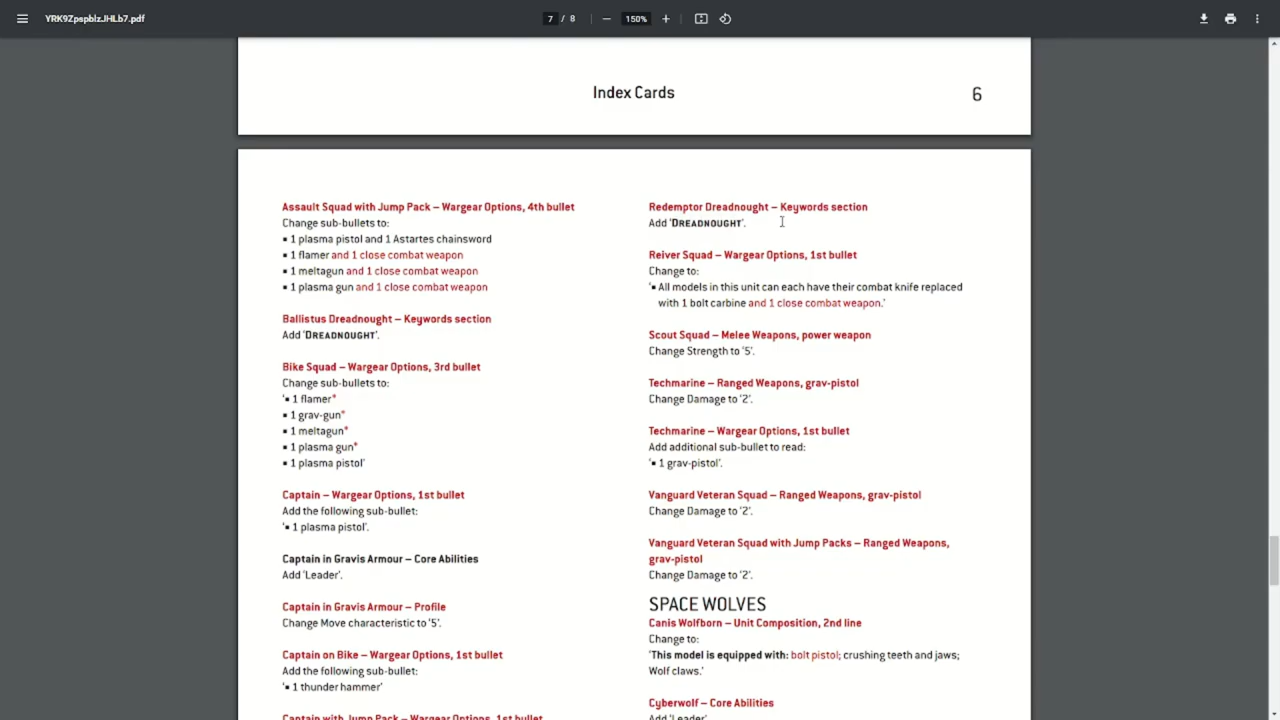 YRK9ZpspblzJHLb7.pdf
7 / 8
150%
Index Cards
6
Assault Squad with Jump Pack – Wargear Options, 4th bullet
Change sub-bullets to:
▪ 1 plasma pistol and 1 Astartes chainsword
▪ 1 flamer and 1 close combat weapon
▪ 1 meltagun and 1 close combat weapon
▪ 1 plasma gun and 1 close combat weapon
Ballistus Dreadnought – Keywords section
Add ‘DREADNOUGHT’.
Bike Squad – Wargear Options, 3rd bullet
Change sub-bullets to:
‘▪ 1 flamer*
▪ 1 grav-gun*
▪ 1 meltagun*
▪ 1 plasma gun*
▪ 1 plasma pistol’
Captain – Wargear Options, 1st bullet
Add the following sub-bullet:
‘▪ 1 plasma pistol’.
Captain in Gravis Armour – Core Abilities
Add ‘Leader’.
Captain in Gravis Armour – Profile
Change Move characteristic to ‘5’.
Captain on Bike – Wargear Options, 1st bullet
Add the following sub-bullet:
‘▪ 1 thunder hammer’
Captain with Jump Pack – Wargear Options, 1st bullet
Redemptor Dreadnought – Keywords section
Add ‘DREADNOUGHT’.
Reiver Squad – Wargear Options, 1st bullet
Change to:
‘▪ All models in this unit can each have their combat knife replaced
with 1 bolt carbine and 1 close combat weapon.’
Scout Squad – Melee Weapons, power weapon
Change Strength to ‘5’.
Techmarine – Ranged Weapons, grav-pistol
Change Damage to ‘2’.
Techmarine – Wargear Options, 1st bullet
Add additional sub-bullet to read:
‘▪ 1 grav-pistol’.
Vanguard Veteran Squad – Ranged Weapons, grav-pistol
Change Damage to ‘2’.
Vanguard Veteran Squad with Jump Packs – Ranged Weapons,
grav-pistol
Change Damage to ‘2’.
SPACE WOLVES
Canis Wolfborn – Unit Composition, 2nd line
Change to:
‘This model is equipped with: bolt pistol; crushing teeth and jaws;
Wolf claws.’
Cyberwolf – Core Abilities
Add ‘Leader’.